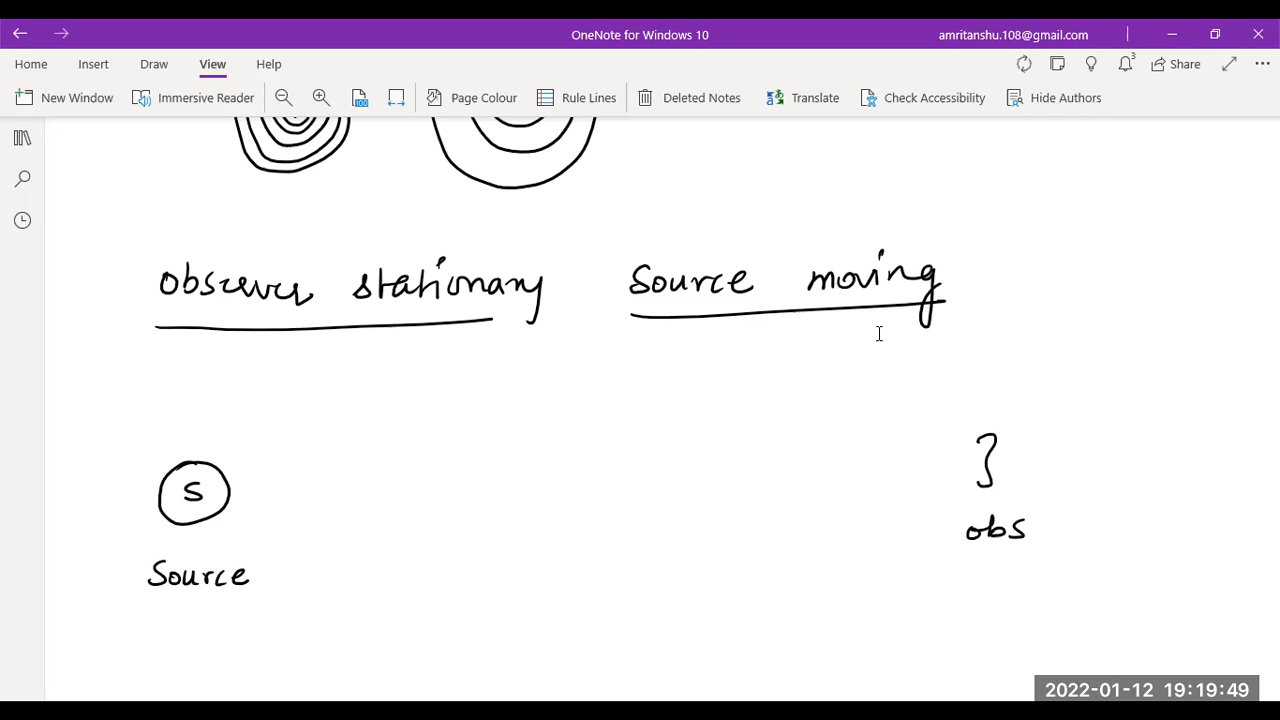 OneNote for Windows 10
amritanshu.108@gmail.com
Home Insert Draw View Help
3 Share
New Window Immersive Reader 100 Page Colour Rule Lines Deleted Notes Translate Check Accessibility Hide Authors
Observer stationary Source moving
S
obs
Source
2022-01-12 19:19:49